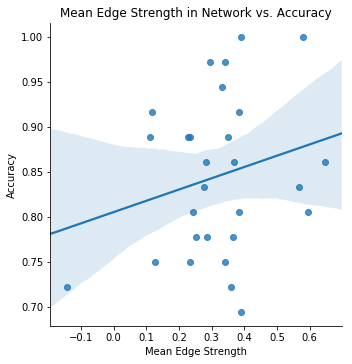 Mean Edge Strength in Network vs. Accuracy
1.00
0.95
0.90
0.85
0.80
0.75
0.70
Accuracy
−0.1 0.0 0.1 0.2 0.3 0.4 0.5 0.6
Mean Edge Strength